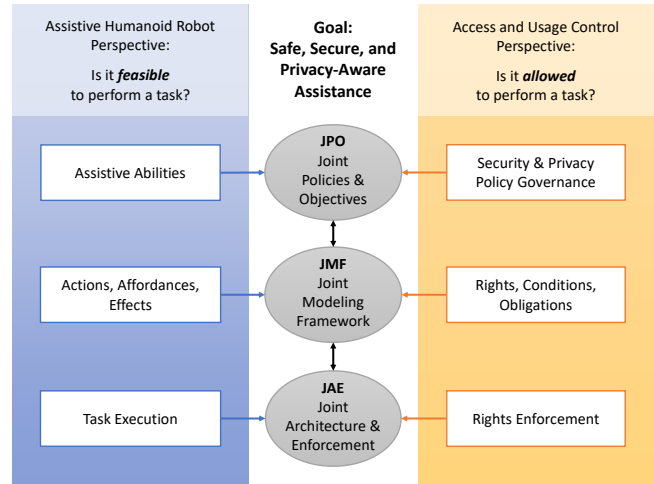 Assistive Humanoid Robot
Perspective:
Is it feasible
to perform a task?
Goal:
Safe, Secure, and
Privacy-Aware
Assistance
Access and Usage Control
Perspective:
Is it allowed
to perform a task?
Assistive Abilities
JPO
Joint
Policies &
Objectives
Security & Privacy
Policy Governance
Actions, Affordances,
Effects
JMF
Joint
Modeling
Framework
Rights, Conditions,
Obligations
Task Execution
JAE
Joint
Architecture &
Enforcement
Rights Enforcement